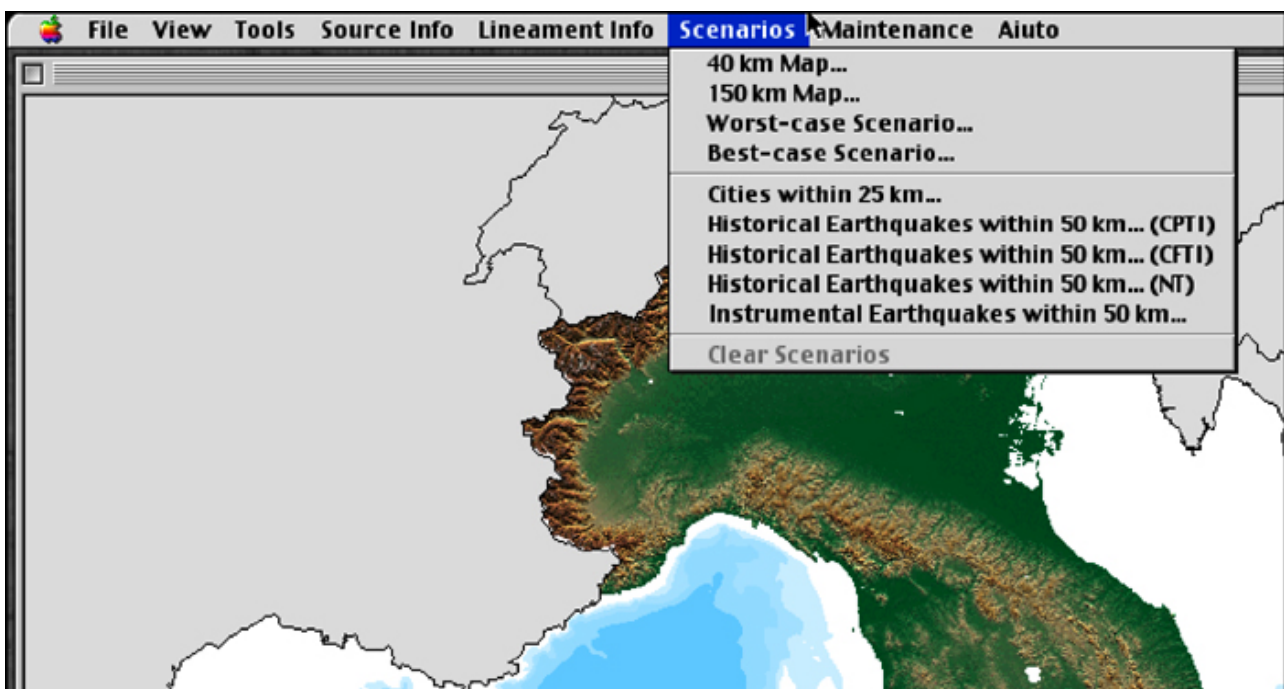 File View Tools Source Info Lineament Info Scenarios Maintenance Aiuto
40 km Map...
150 km Map...
Worst-case Scenario...
Best-case Scenario...
Cities within 25 km...
Historical Earthquakes within 50 km... (CPTI)
Historical Earthquakes within 50 km... (CFTI)
Historical Earthquakes within 50 km... (NT)
Instrumental Earthquakes within 50 km...
Clear Scenarios